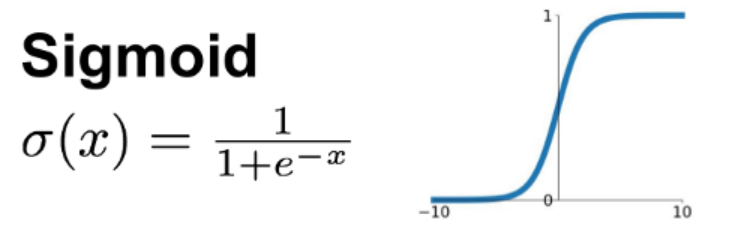 Sigmoid
σ(x) = 1/(1+e^−x)
1
0
−10
10